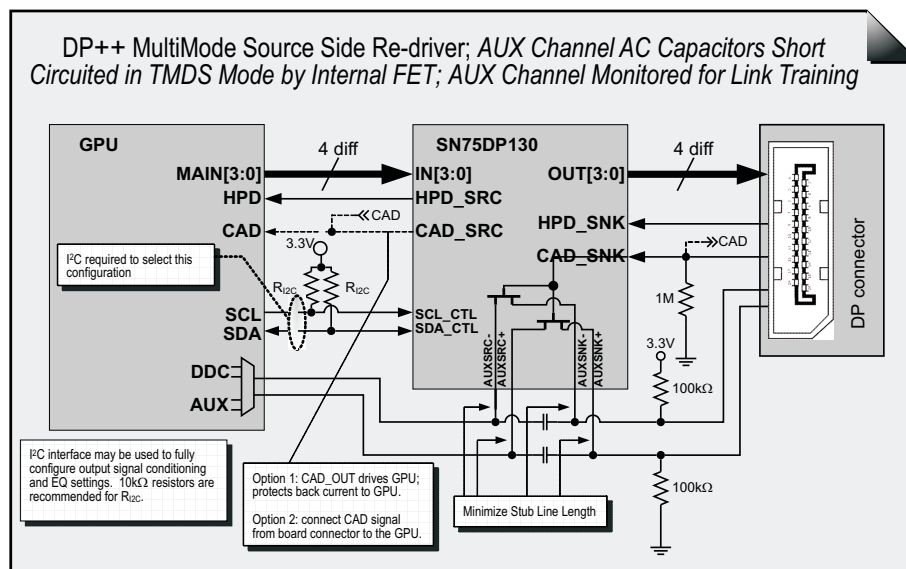 DP++ MultiMode Source Side Re-driver; AUX Channel AC Capacitors Short
Circuited in TMDS Mode by Internal FET; AUX Channel Monitored for Link Training
GPU
SN75DP130
4 diff
4 diff
MAIN[3:0]
IN[3:0]
OUT[3:0]
HPD
HPD_SRC
CAD
HPD_SNK
CAD
CAD_SRC
CAD
3.3V
CAD_SNK
I²C required to select this
configuration
RI2C
RI2C
1M
DP connector
SCL
SCL_CTL
SDA
SDA_CTL
3.3V
AUXSRC-
AUXSRC+
AUXSNK-
AUXSNK+
DDC
100kΩ
AUX
I²C interface may be used to fully
configure output signal conditioning
and EQ settings. 10kΩ resistors are
recommended for RI2C.
Option 1: CAD_OUT drives GPU;
protects back current to GPU.
Option 2: connect CAD signal
from board connector to the GPU.
Minimize Stub Line Length
100kΩ